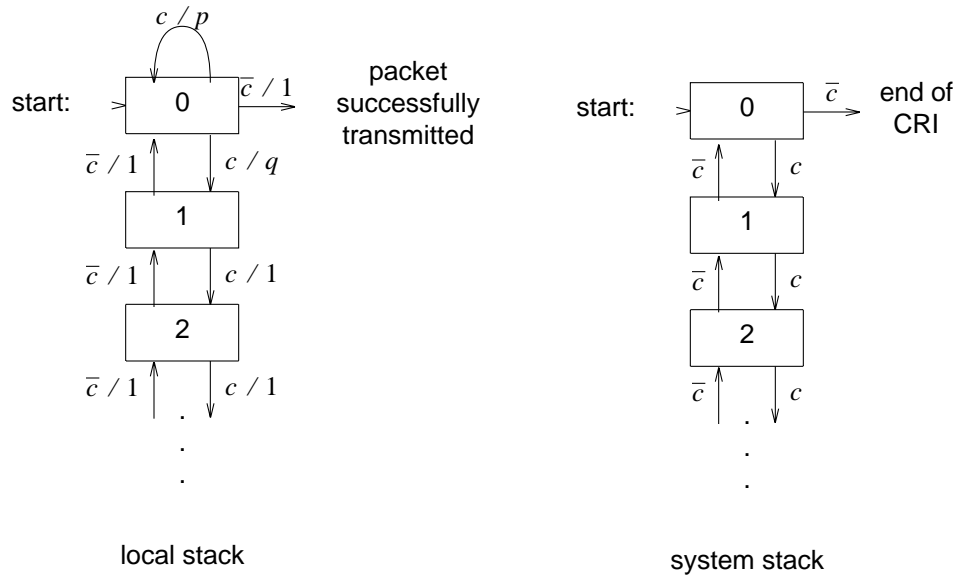 c / p
start:
0
c̅ / 1
packet
successfully
transmitted
c̅ / 1
c / q
1
c̅ / 1
c / 1
2
c̅ / 1
c / 1
.
.
.
local stack
start:
0
c̅
end of
CRI
c̅
c
1
c̅
c
2
c̅
c
.
.
.
system stack